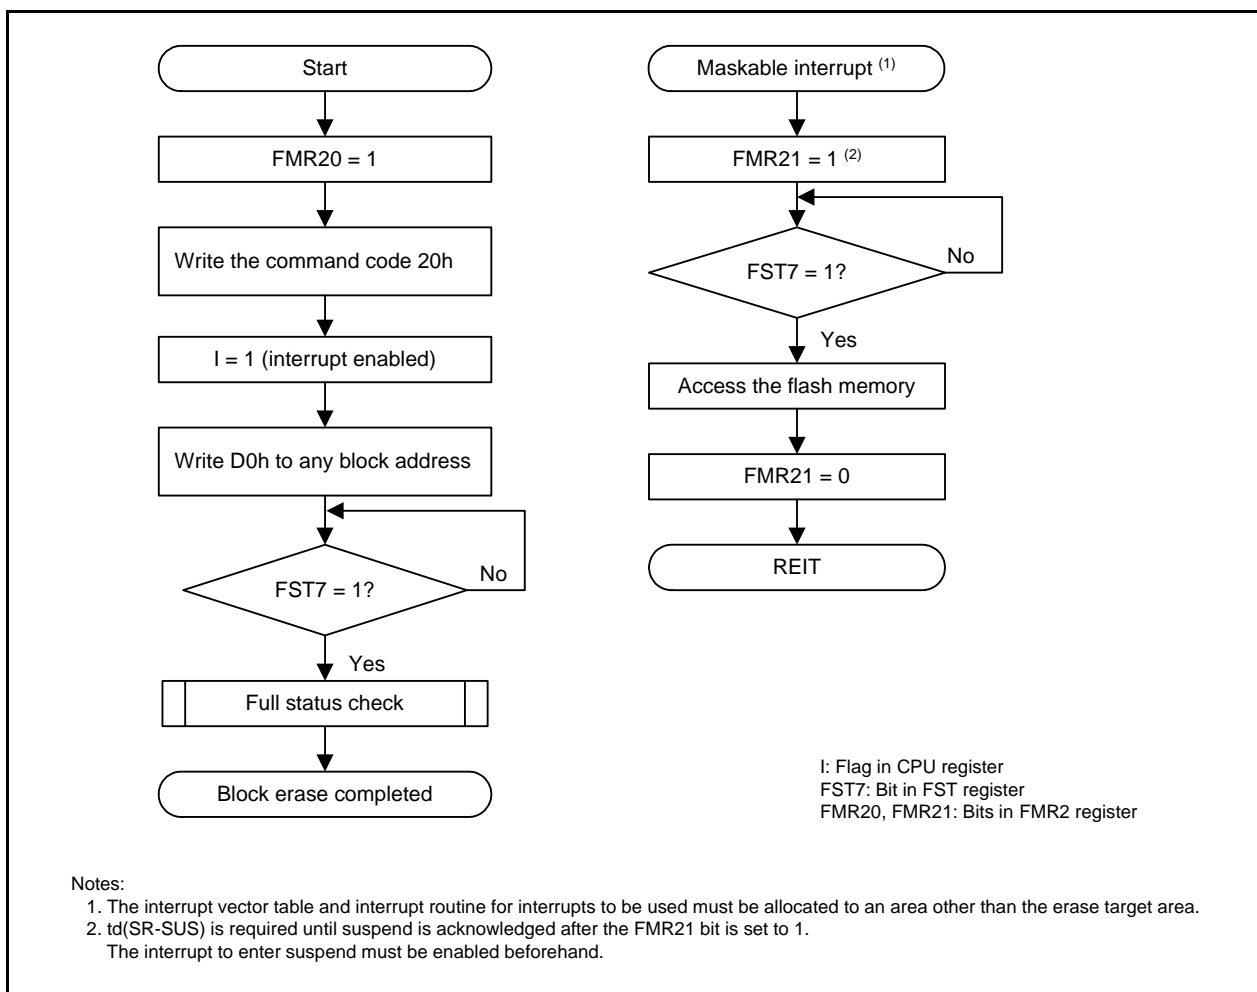 Start
FMR20 = 1
Write the command code 20h
I = 1 (interrupt enabled)
Write D0h to any block address
FST7 = 1?
No
Yes
Full status check
Block erase completed
Maskable interrupt (1)
FMR21 = 1 (2)
FST7 = 1?
No
Yes
Access the flash memory
FMR21 = 0
REIT
I: Flag in CPU register
FST7: Bit in FST register
FMR20, FMR21: Bits in FMR2 register
Notes:
1. The interrupt vector table and interrupt routine for interrupts to be used must be allocated to an area other than the erase target area.
2. td(SR-SUS) is required until suspend is acknowledged after the FMR21 bit is set to 1.
The interrupt to enter suspend must be enabled beforehand.